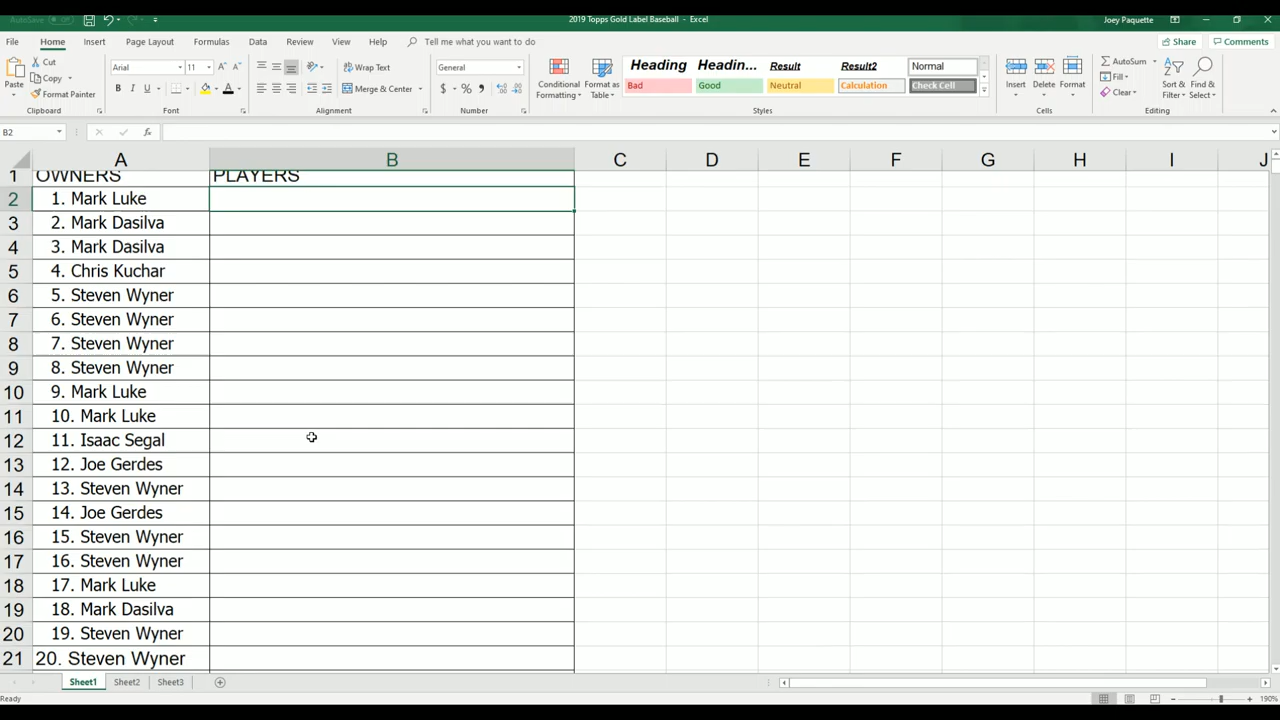 AutoSave
2019 Topps Gold Label Baseball - Excel
Joey Paquette
File Home Insert Page Layout Formulas Data Review View Help Tell me what you want to do
Share Comments
Paste
Cut
Copy
Format Painter
Clipboard
Arial 11
B I U
Font
Wrap Text
Merge & Center
Alignment
General
$ % ,
Number
Conditional Formatting
Format as Table
Heading Headin... Result Result2 Normal
Bad Good Neutral Calculation Check Cell
Styles
Insert Delete Format
Cells
AutoSum
Fill
Clear
Sort & Filter
Find & Select
Editing
B2 fx
A B C D E F G H I J
1 OWNERS PLAYERS
2 1. Mark Luke
3 2. Mark Dasilva
4 3. Mark Dasilva
5 4. Chris Kuchar
6 5. Steven Wyner
7 6. Steven Wyner
8 7. Steven Wyner
9 8. Steven Wyner
10 9. Mark Luke
11 10. Mark Luke
12 11. Isaac Segal
13 12. Joe Gerdes
14 13. Steven Wyner
15 14. Joe Gerdes
16 15. Steven Wyner
17 16. Steven Wyner
18 17. Mark Luke
19 18. Mark Dasilva
20 19. Steven Wyner
21 20. Steven Wyner
Sheet1 Sheet2 Sheet3
Ready
190%